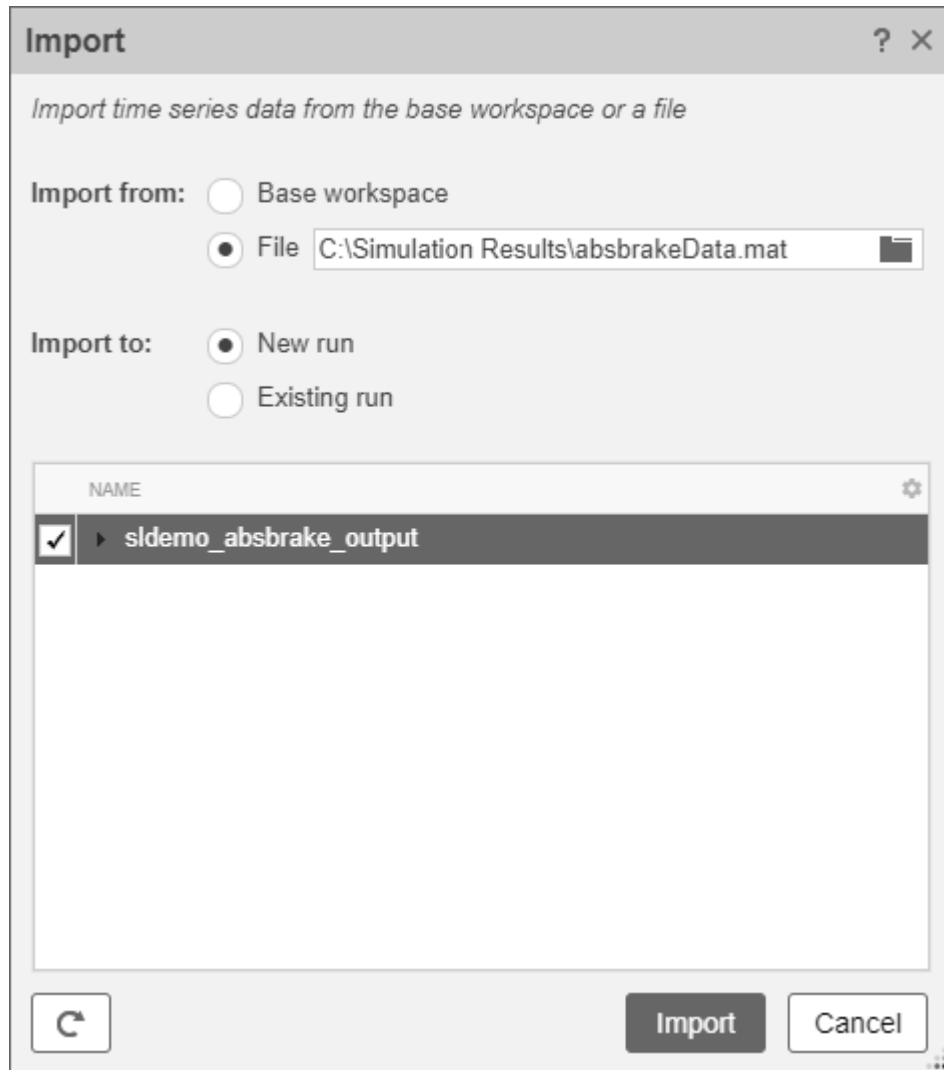 Import ?
Import time series data from the base workspace or a file
Import from: Base workspace
File C:\Simulation Results\absbrakeData.mat
Import to: New run
Existing run
NAME
sldemo_absbrake_output
Import Cancel